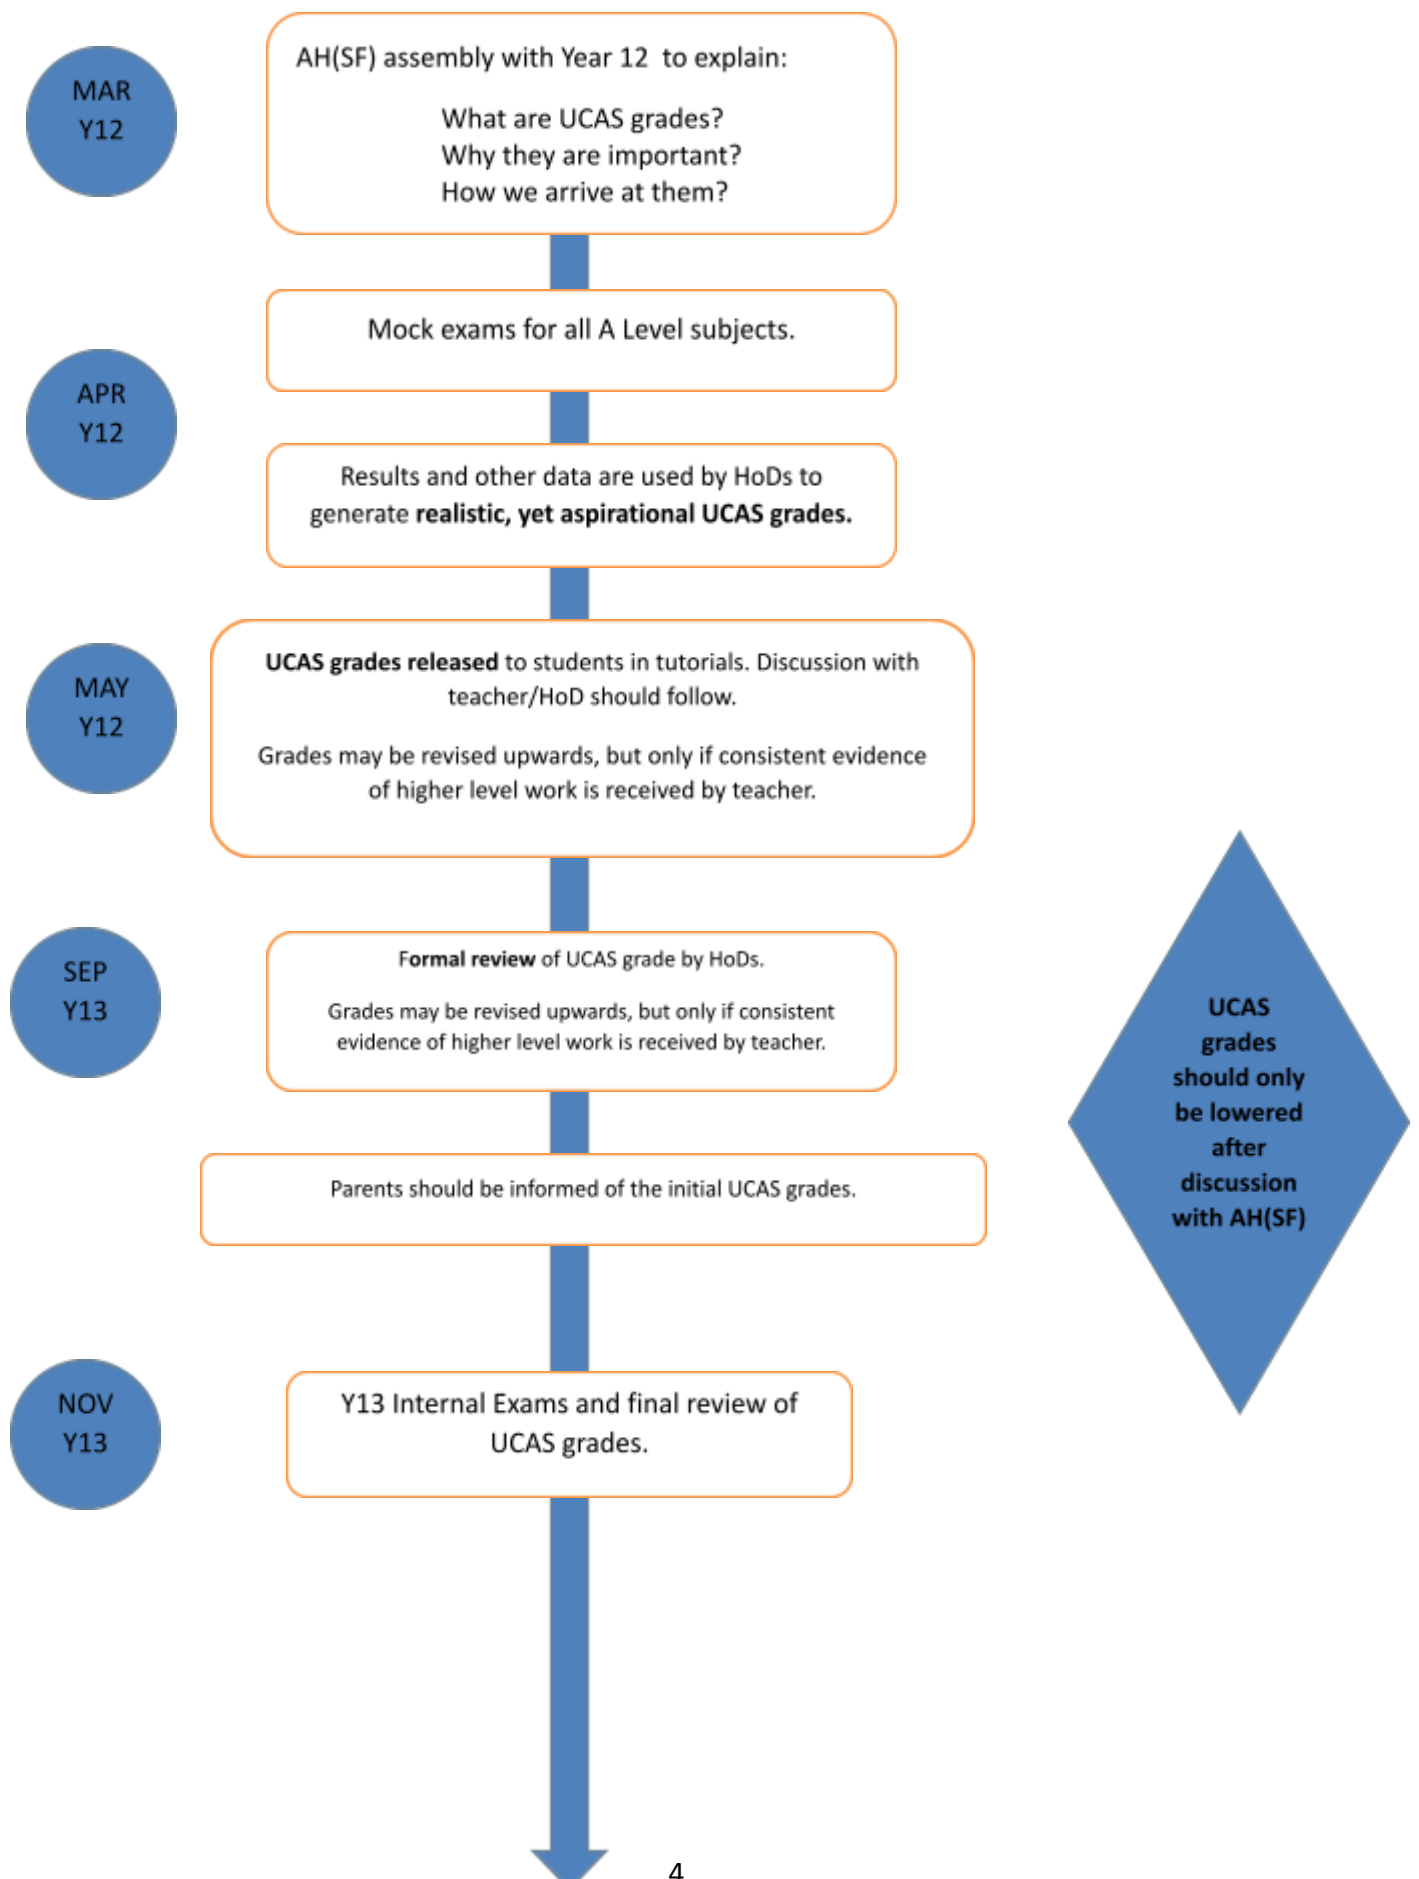 MAR
Y12
AH(SF) assembly with Year 12 to explain:
What are UCAS grades?
Why they are important?
How we arrive at them?
Mock exams for all A Level subjects.
APR
Y12
Results and other data are used by HoDs to
generate realistic, yet aspirational UCAS grades.
MAY
Y12
UCAS grades released to students in tutorials. Discussion with
teacher/HoD should follow.
Grades may be revised upwards, but only if consistent evidence
of higher level work is received by teacher.
SEP
Y13
Formal review of UCAS grade by HoDs.
Grades may be revised upwards, but only if consistent
evidence of higher level work is received by teacher.
UCAS
grades
should only
be lowered
after
discussion
with AH(SF)
Parents should be informed of the initial UCAS grades.
NOV
Y13
Y13 Internal Exams and final review of
UCAS grades.
4